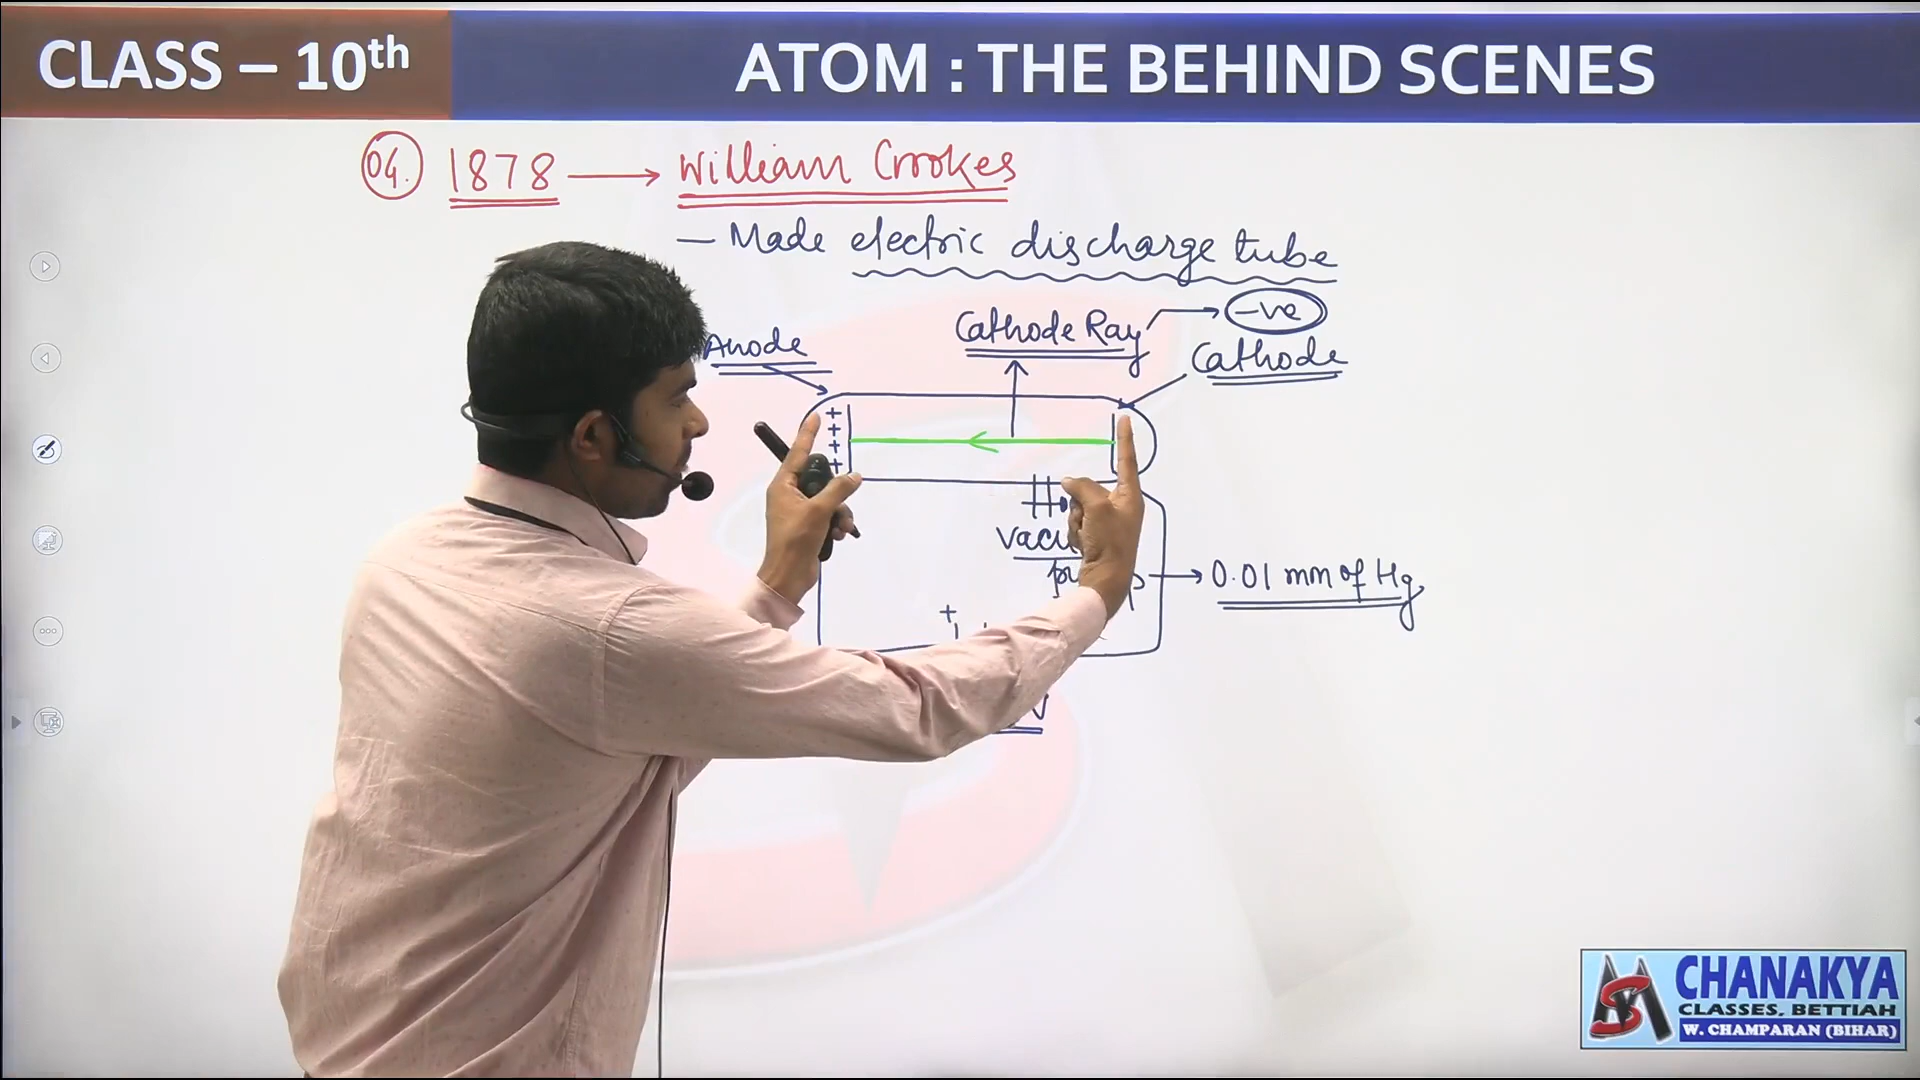 CLASS – 10th
ATOM : THE BEHIND SCENES
04. 1878 → William Crookes
— Made electric discharge tube
Cathode Ray → -ve
Anode
Cathode
+
+
+
+
0.01 mm of Hg
+
V
CHANAKYA
CLASSES, BETTIAH
W. CHAMPARAN (BIHAR)